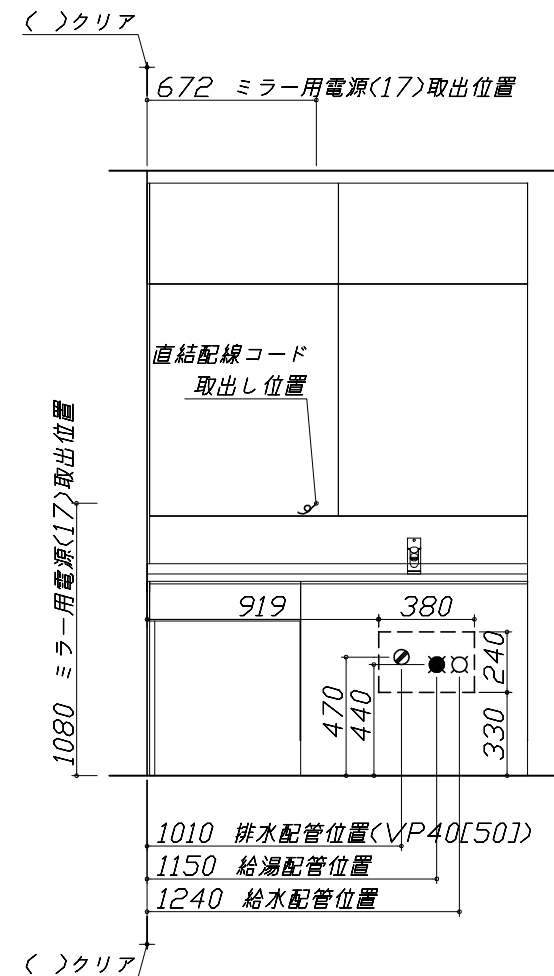 ( )クリア
672 ミラー用電源(17)取出位置
直結配線コード
取出し位置
1080 ミラー用電源(17)取出位置
919
380
240
330
470
440
1010 排水配管位置(VP40[50])
1150 給湯配管位置
1240 給水配管位置
( )クリア